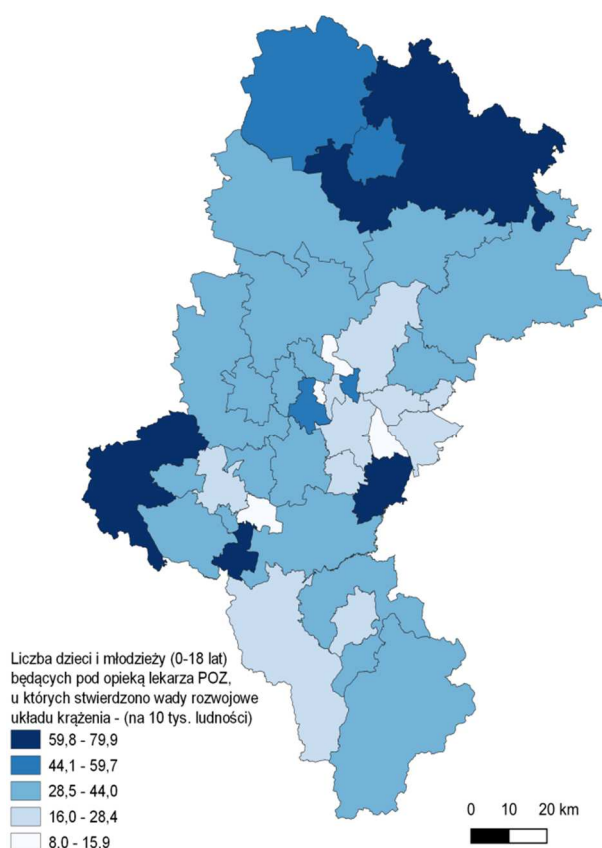 Liczba dzieci i młodzieży (0-18 lat)
będących pod opieką lekarza POZ,
u których stwierdzono wady rozwojowe
układu krążenia - (na 10 tys. ludności)
59,8 - 79,9
44,1 - 59,7
28,5 - 44,0
16,0 - 28,4
8,0 - 15,9
0 10 20 km